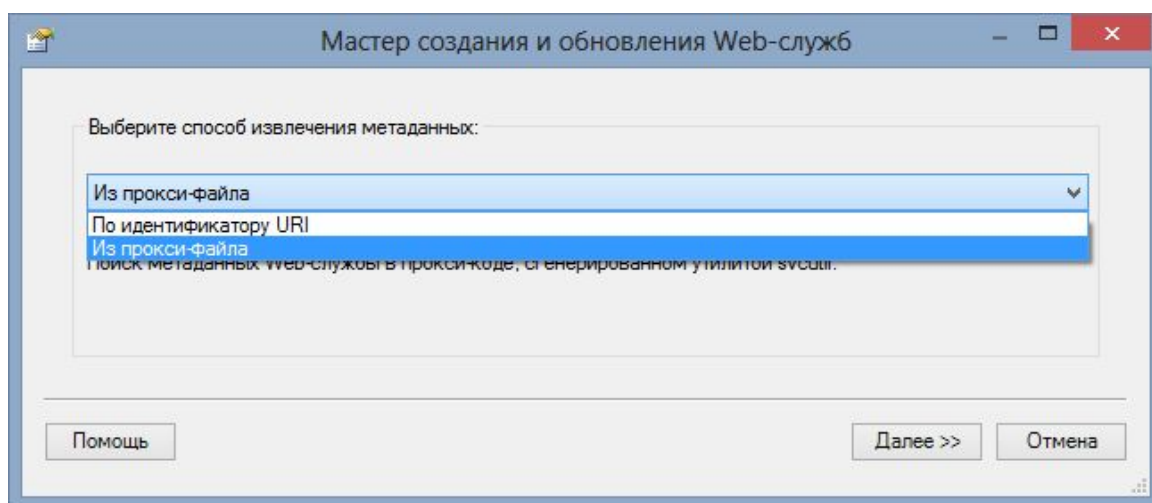 Мастер создания и обновления Web-служб
Выберите способ извлечения метаданных:
Из прокси-файла
По идентификатору URI
Из прокси-файла
Поиск метаданных Web-службы в прокси-коде, сгенерированном утилитой svcutil.
Помощь
Далее >>
Отмена